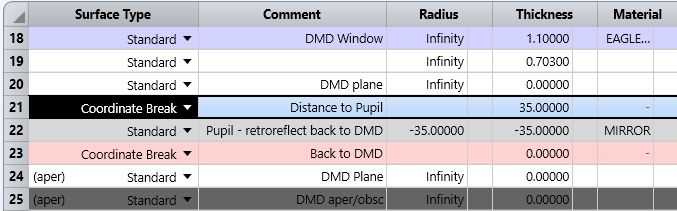 Surface Type Comment Radius Thickness Material
18 Standard DMD Window Infinity 1.10000 EAGLE...
19 Standard Infinity 0.70300
20 Standard DMD plane Infinity 0.00000
21 Coordinate Break Distance to Pupil 35.00000 -
22 Standard Pupil - retroreflect back to DMD -35.00000 -35.00000 MIRROR
23 Coordinate Break Back to DMD 0.00000 -
24 (aper) Standard DMD Plane Infinity 0.00000
25 (aper) Standard DMD aper/obsc Infinity 0.00000